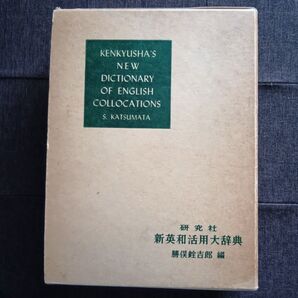 KENKYUSHA'S
NEW
DICTIONARY
OF ENGLISH
COLLOCATIONS
S. KATSUMATA
研究社
新英和活用大辞典
勝俣銓吉郎 編